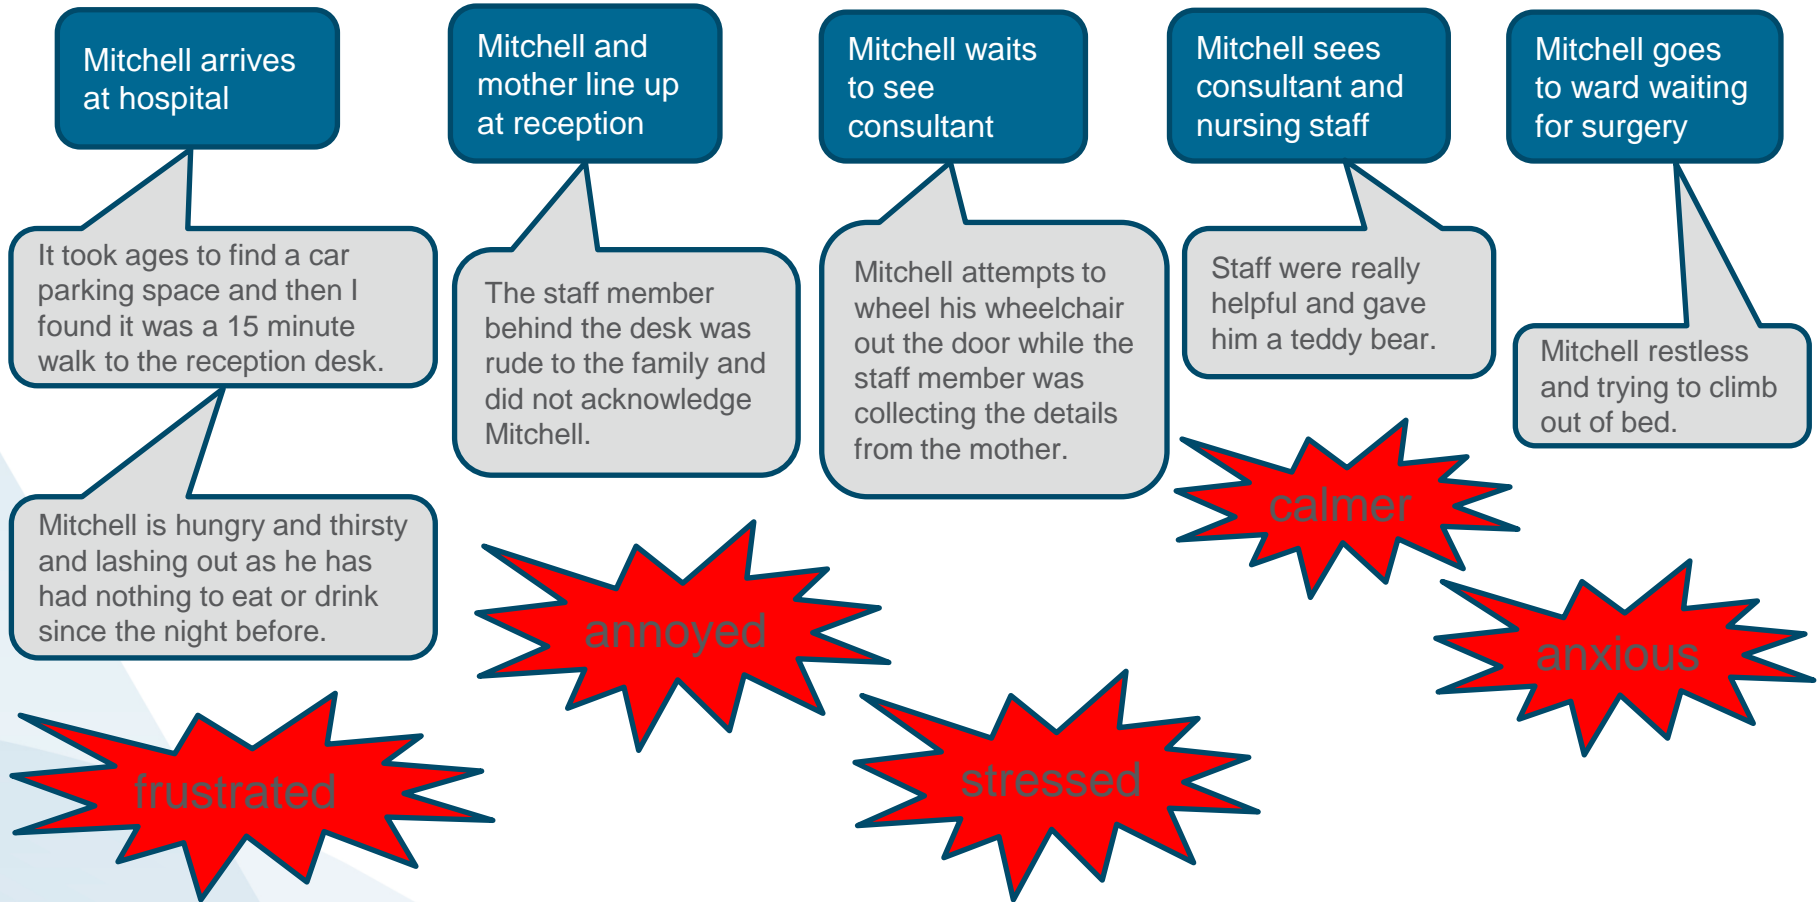 Mitchell arrives
at hospital
It took ages to find a car
parking space and then I
found it was a 15 minute
walk to the reception desk.
Mitchell is hungry and thirsty
and lashing out as he has
had nothing to eat or drink
since the night before.
frustrated
Mitchell and
mother line up
at reception
The staff member
behind the desk was
rude to the family and
did not acknowledge
Mitchell.
annoyed
Mitchell waits
to see
consultant
Mitchell attempts to
wheel his wheelchair
out the door while the
staff member was
collecting the details
from the mother.
stressed
Mitchell sees
consultant and
nursing staff
Staff were really
helpful and gave
him a teddy bear.
calmer
Mitchell goes
to ward waiting
for surgery
Mitchell restless
and trying to climb
out of bed.
anxious